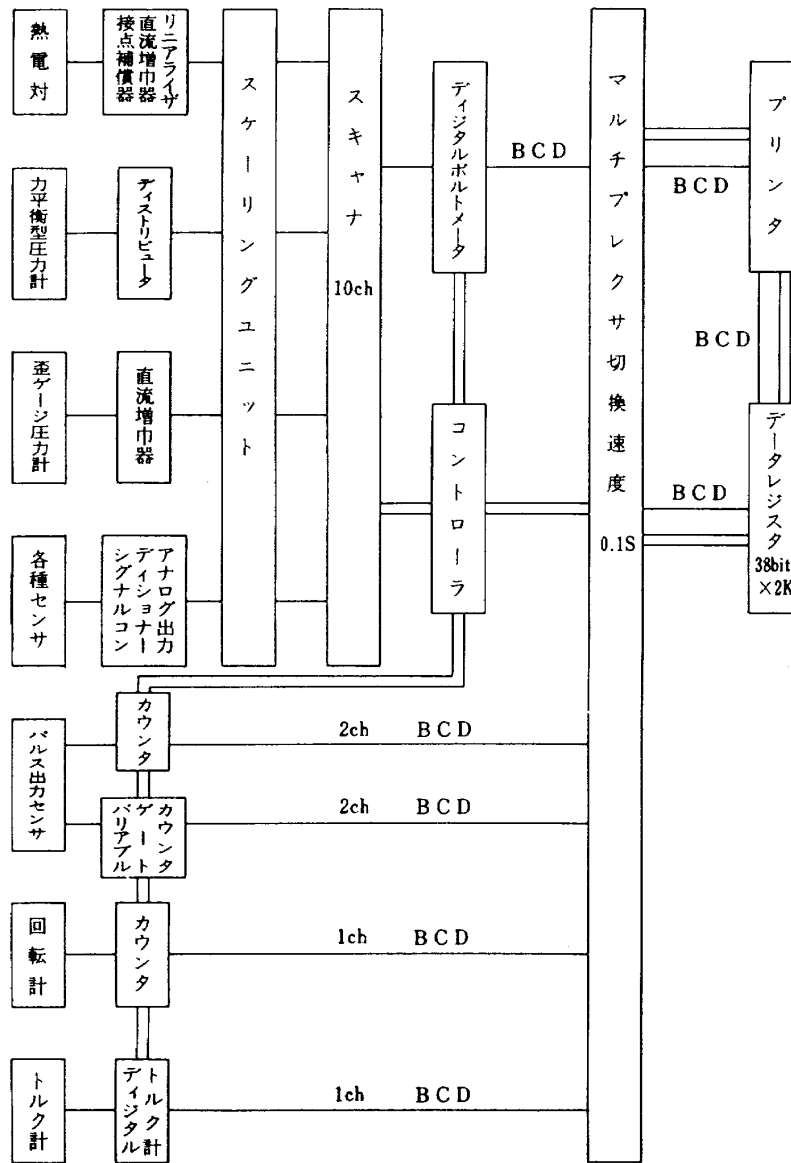 熱電対
リニアライザ
直流増巾器
接点補償器
スケーリングユニット
スキャナ
10ch
ディジタルボルトメータ
BCD
マルチプレクサ切換速度
0.1S
プリンタ
BCD
力平衡型圧力計
ディストリビュータ
BCD
歪ゲージ圧力計
直流増巾器
コントローラ
BCD
データレジスタ
38bit
×2K
各種センサ
アナログ出力
ディショナー
シグナルコン
パルス出力センサ
カウンタ
2ch BCD
カウンタ
ゲート
バリアブル
2ch BCD
回転計
カウンタ
1ch BCD
トルク計
トルク計
ディジタル
1ch BCD